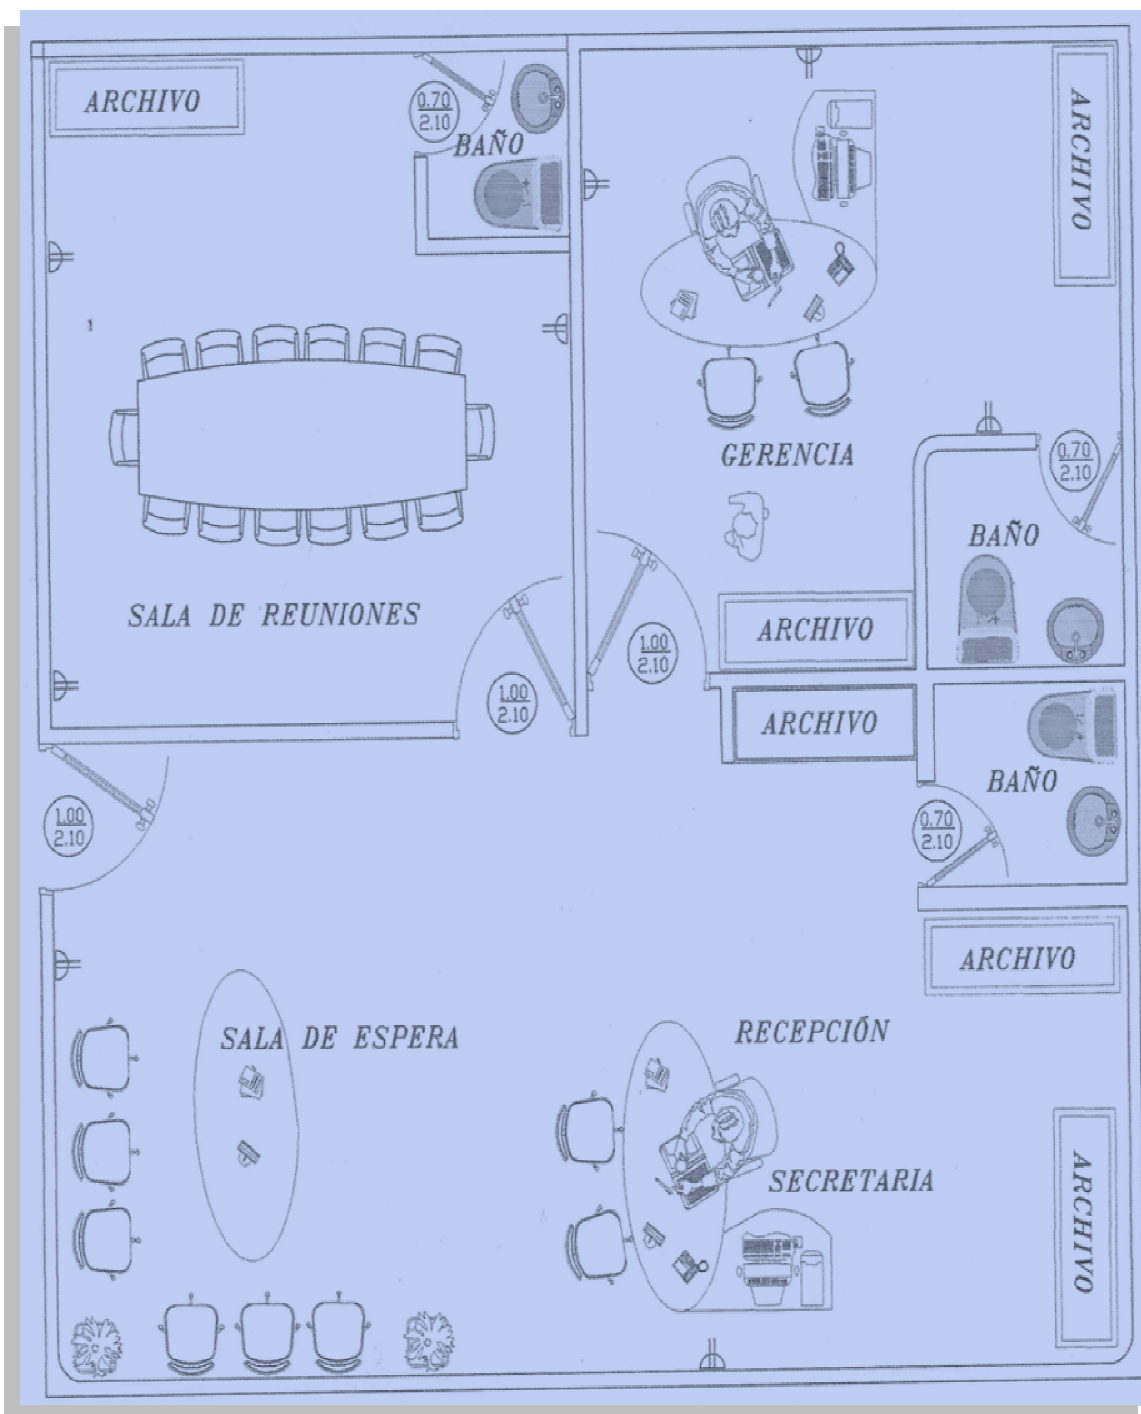 ARCHIVO
0.70
2.10
BAÑO
ARCHIVO
GERENCIA
0.70
2.10
BAÑO
SALA DE REUNIONES
ARCHIVO
1.00
2.10
1.00
2.10
ARCHIVO
BAÑO
1.00
2.10
0.70
2.10
ARCHIVO
SALA DE ESPERA
RECEPCIÓN
SECRETARIA
ARCHIVO